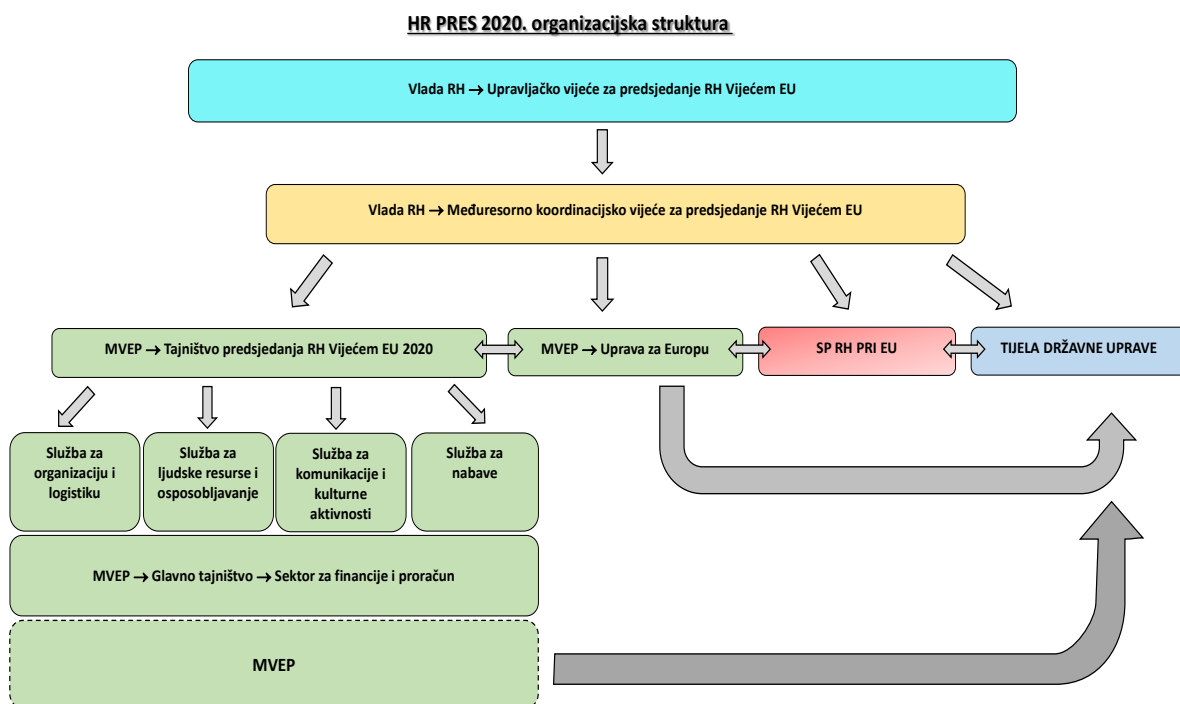 HR PRES 2020. organizacijska struktura
Vlada RH → Upravljačko vijeće za predsjedanje RH Vijećem EU
Vlada RH → Međuresorno koordinacijsko vijeće za predsjedanje RH Vijećem EU
MVEP → Tajništvo predsjedanja RH Vijećem EU 2020
MVEP → Uprava za Europu
SP RH PRI EU
TIJELA DRŽAVNE UPRAVE
Služba za
organizaciju i
logistiku
Služba za
ljudske resurse i
osposobljavanje
Služba za
komunikacije i
kulturne
aktivnosti
Služba za
nabave
MVEP → Glavno tajništvo → Sektor za financije i proračun
MVEP